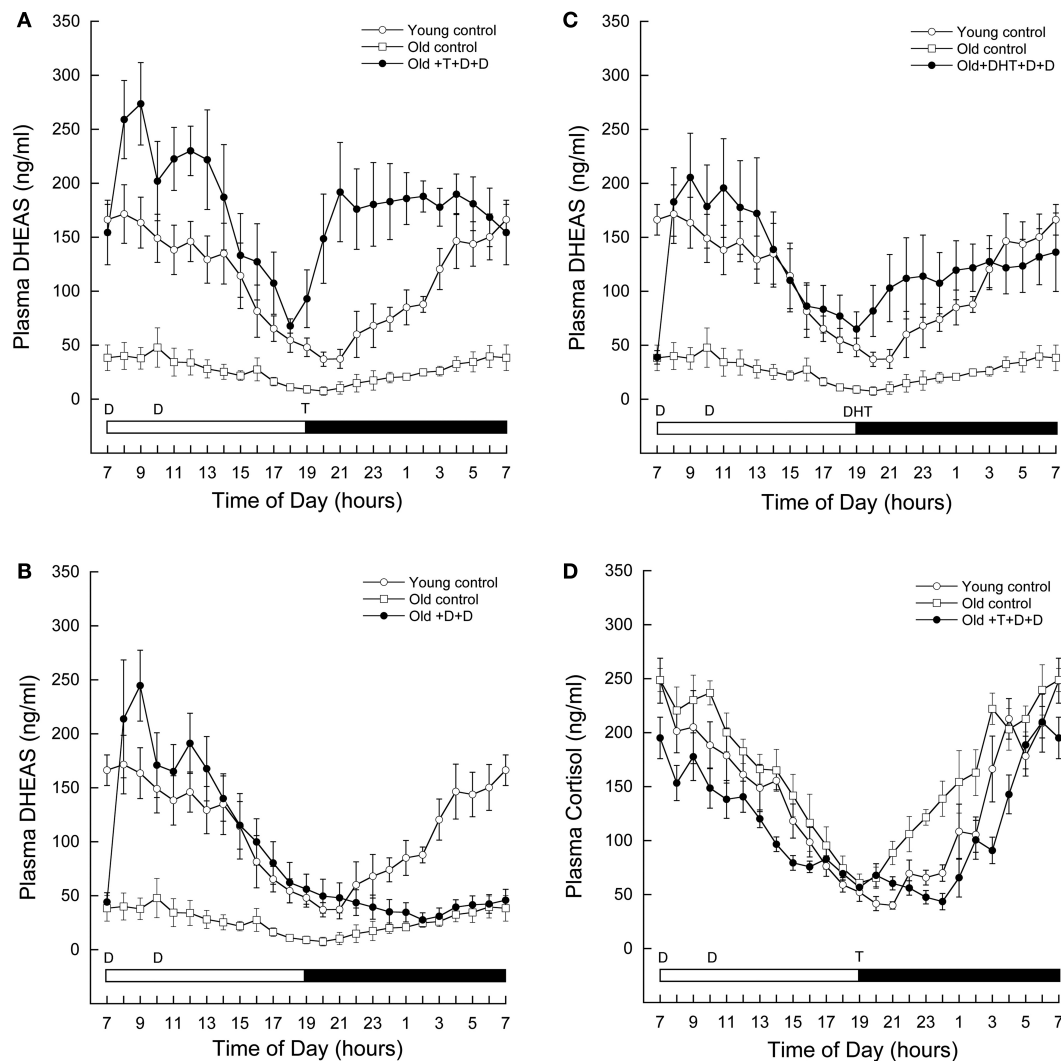 A
350
300
250
200
150
100
50
0
Plasma DHEAS (ng/ml)
Young control
Old control
Old +T+D+D
D D T
7 9 11 13 15 17 19 21 23 1 3 5 7
Time of Day (hours)
C
350
300
250
200
150
100
50
0
Plasma DHEAS (ng/ml)
Young control
Old control
Old+DHT+D+D
D D DHT
7 9 11 13 15 17 19 21 23 1 3 5 7
Time of Day (hours)
B
350
300
250
200
150
100
50
0
Plasma DHEAS (ng/ml)
Young control
Old control
Old +D+D
D D
7 9 11 13 15 17 19 21 23 1 3 5 7
Time of Day (hours)
D
350
300
250
200
150
100
50
0
Plasma Cortisol (ng/ml)
Young control
Old control
Old +T+D+D
D D T
7 9 11 13 15 17 19 21 23 1 3 5 7
Time of Day (hours)